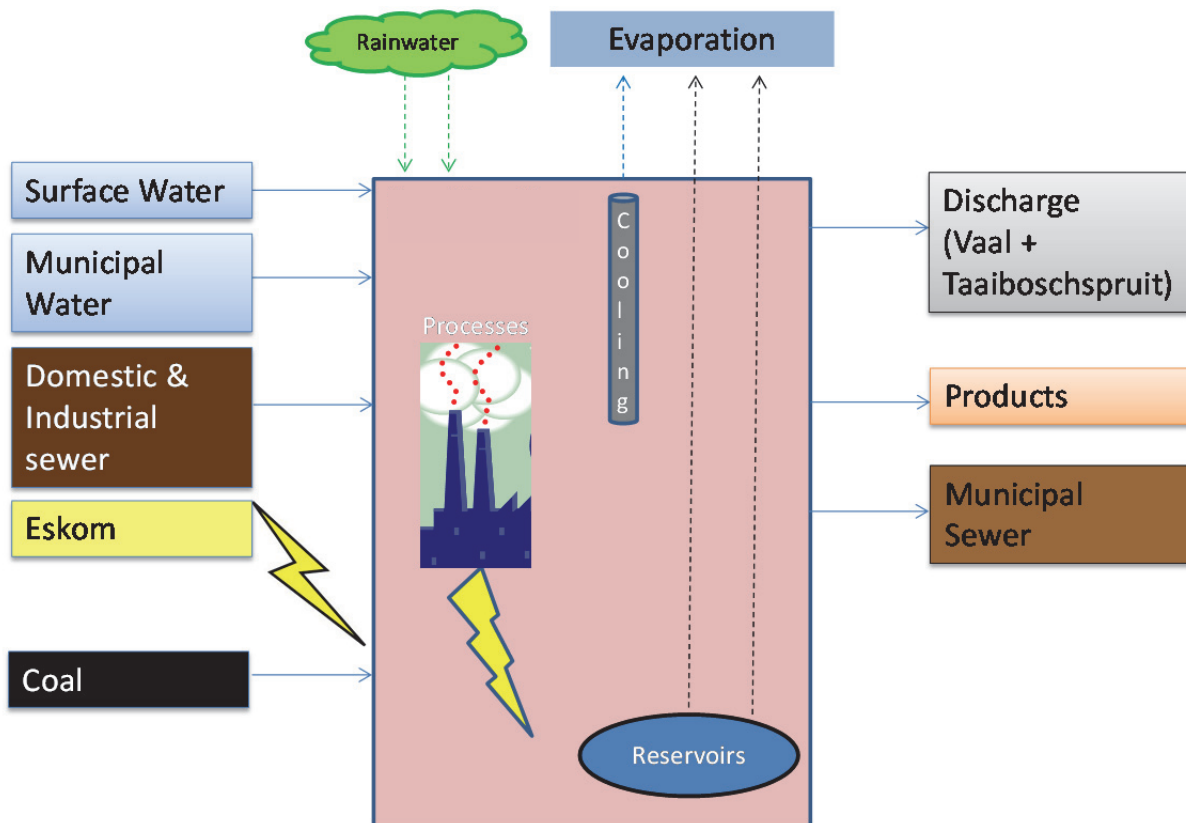 Rainwater
Evaporation
Surface Water
Municipal
Water
Domestic &
Industrial
sewer
Eskom
Coal
Processes
Cooling
Reservoirs
Discharge
(Vaal +
Taaiboschspruit)
Products
Municipal
Sewer